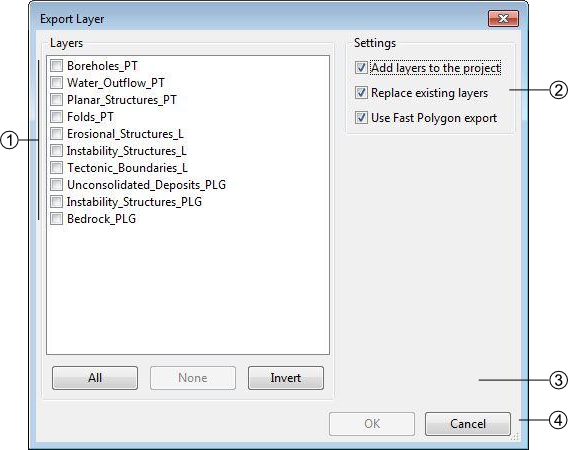 Export Layer
Layers
Boreholes_PT
Water_Outflow_PT
Planar_Structures_PT
Folds_PT
Erosional_Structures_L
Instability_Structures_L
Tectonic_Boundaries_L
Unconsolidated_Deposits_PLG
Instability_Structures_PLG
Bedrock_PLG
All None Invert
Settings
Add layers to the project
Replace existing layers
Use Fast Polygon export
OK Cancel
1
2
3
4